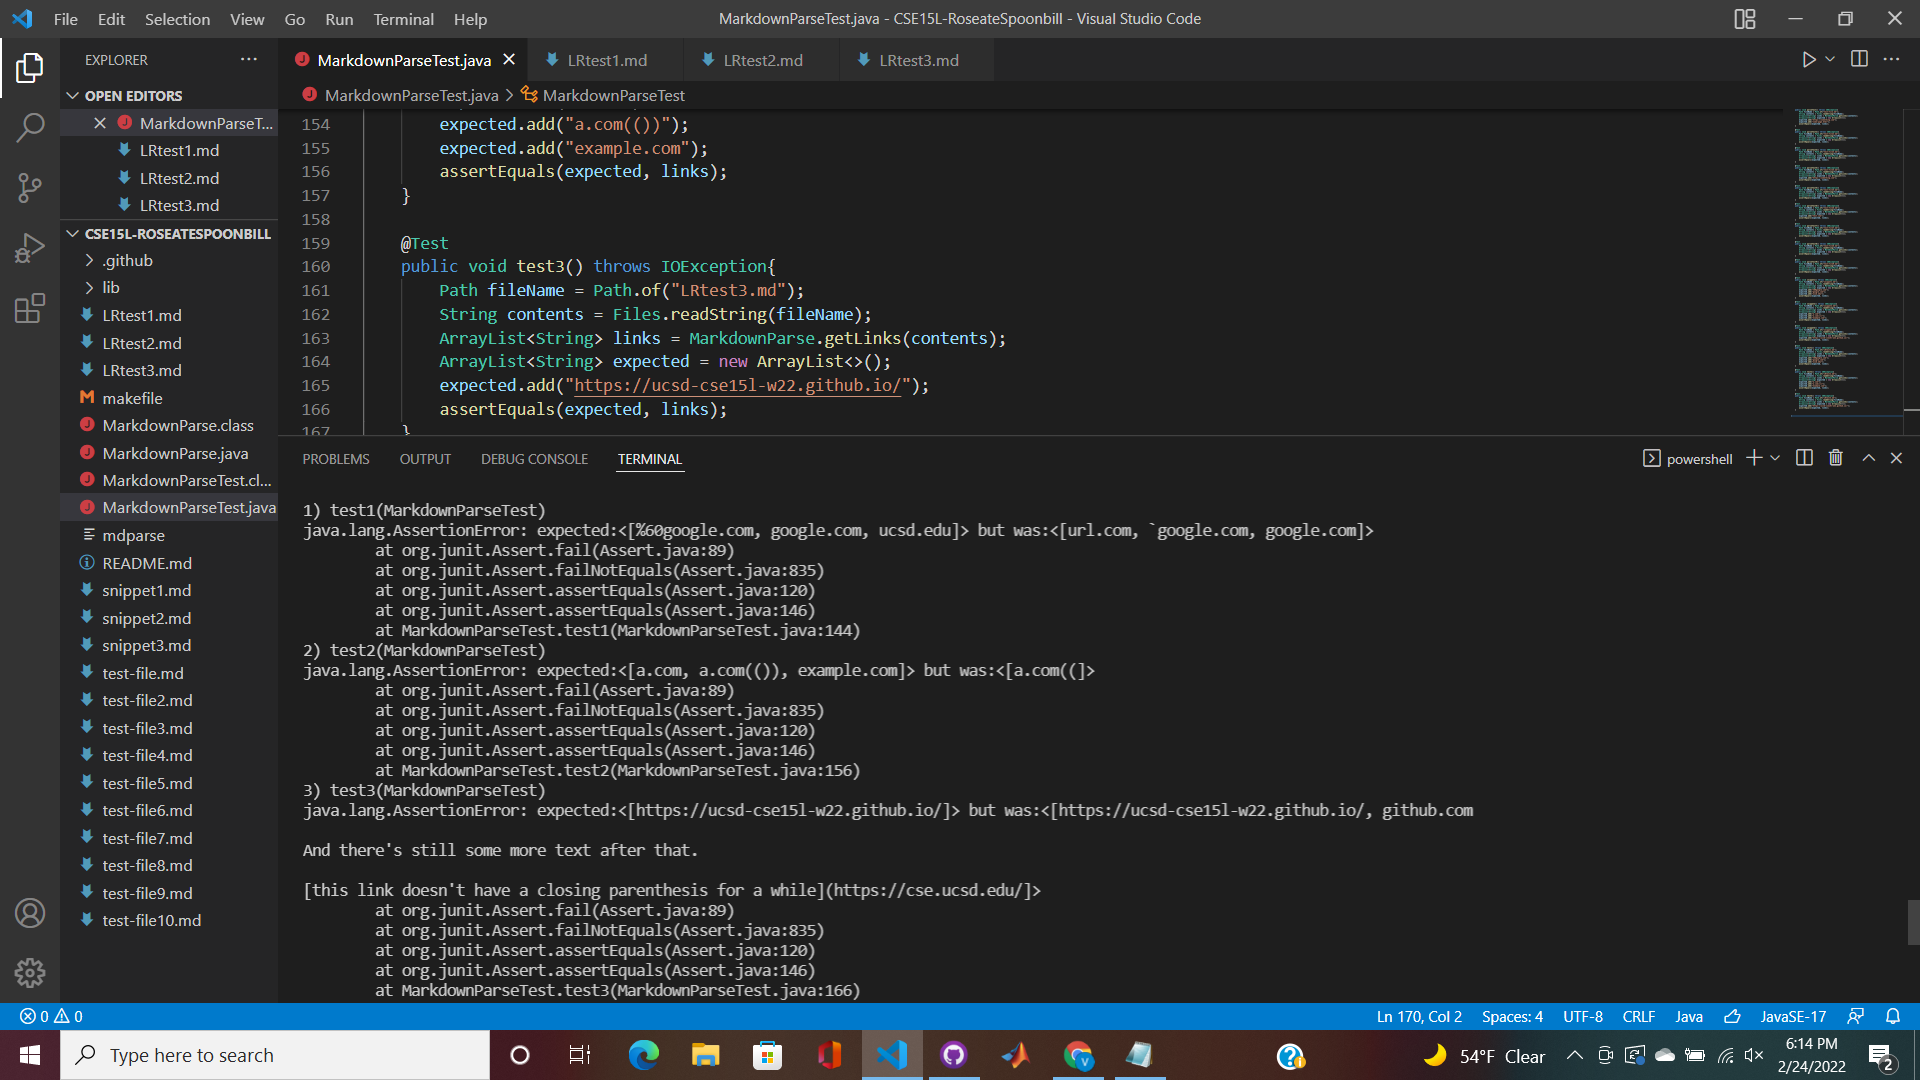 File Edit Selection View Go Run Terminal Help
MarkdownParseTest.java - CSE15L-RoseateSpoonbill - Visual Studio Code
EXPLORER
MarkdownParseTest.java
LRtest1.md
LRtest2.md
LRtest3.md
OPEN EDITORS
MarkdownParseT...
LRtest1.md
LRtest2.md
LRtest3.md
CSE15L-ROSEATESPOONBILL
.github
lib
LRtest1.md
LRtest2.md
LRtest3.md
makefile
MarkdownParse.class
MarkdownParse.java
MarkdownParseTest.cl...
MarkdownParseTest.java
mdparse
README.md
snippet1.md
snippet2.md
snippet3.md
test-file.md
test-file2.md
test-file3.md
test-file4.md
test-file5.md
test-file6.md
test-file7.md
test-file8.md
test-file9.md
test-file10.md
MarkdownParseTest.java > MarkdownParseTest
154 expected.add("a.com(())");
155 expected.add("example.com");
156 assertEquals(expected, links);
157 }
158
159 @Test
160 public void test3() throws IOException{
161 Path fileName = Path.of("LRtest3.md");
162 String contents = Files.readString(fileName);
163 ArrayList<String> links = MarkdownParse.getLinks(contents);
164 ArrayList<String> expected = new ArrayList<>();
165 expected.add("https://ucsd-cse15l-w22.github.io/");
166 assertEquals(expected, links);
167 }
PROBLEMS OUTPUT DEBUG CONSOLE TERMINAL
powershell
1) test1(MarkdownParseTest)
java.lang.AssertionError: expected:<[%60google.com, google.com, ucsd.edu]> but was:<[url.com, `google.com, google.com]>
at org.junit.Assert.fail(Assert.java:89)
at org.junit.Assert.failNotEquals(Assert.java:835)
at org.junit.Assert.assertEquals(Assert.java:120)
at org.junit.Assert.assertEquals(Assert.java:146)
at MarkdownParseTest.test1(MarkdownParseTest.java:144)
2) test2(MarkdownParseTest)
java.lang.AssertionError: expected:<[a.com, a.com(()), example.com]> but was:<[a.com((]>
at org.junit.Assert.fail(Assert.java:89)
at org.junit.Assert.failNotEquals(Assert.java:835)
at org.junit.Assert.assertEquals(Assert.java:120)
at org.junit.Assert.assertEquals(Assert.java:146)
at MarkdownParseTest.test2(MarkdownParseTest.java:156)
3) test3(MarkdownParseTest)
java.lang.AssertionError: expected:<[https://ucsd-cse15l-w22.github.io/]> but was:<[https://ucsd-cse15l-w22.github.io/, github.com
And there's still some more text after that.
[this link doesn't have a closing parenthesis for a while](https://cse.ucsd.edu/]>
at org.junit.Assert.fail(Assert.java:89)
at org.junit.Assert.failNotEquals(Assert.java:835)
at org.junit.Assert.assertEquals(Assert.java:120)
at org.junit.Assert.assertEquals(Assert.java:146)
at MarkdownParseTest.test3(MarkdownParseTest.java:166)
0 0
Ln 170, Col 2 Spaces: 4 UTF-8 CRLF Java JavaSE-17
Type here to search
54°F Clear
6:14 PM
2/24/2022
2